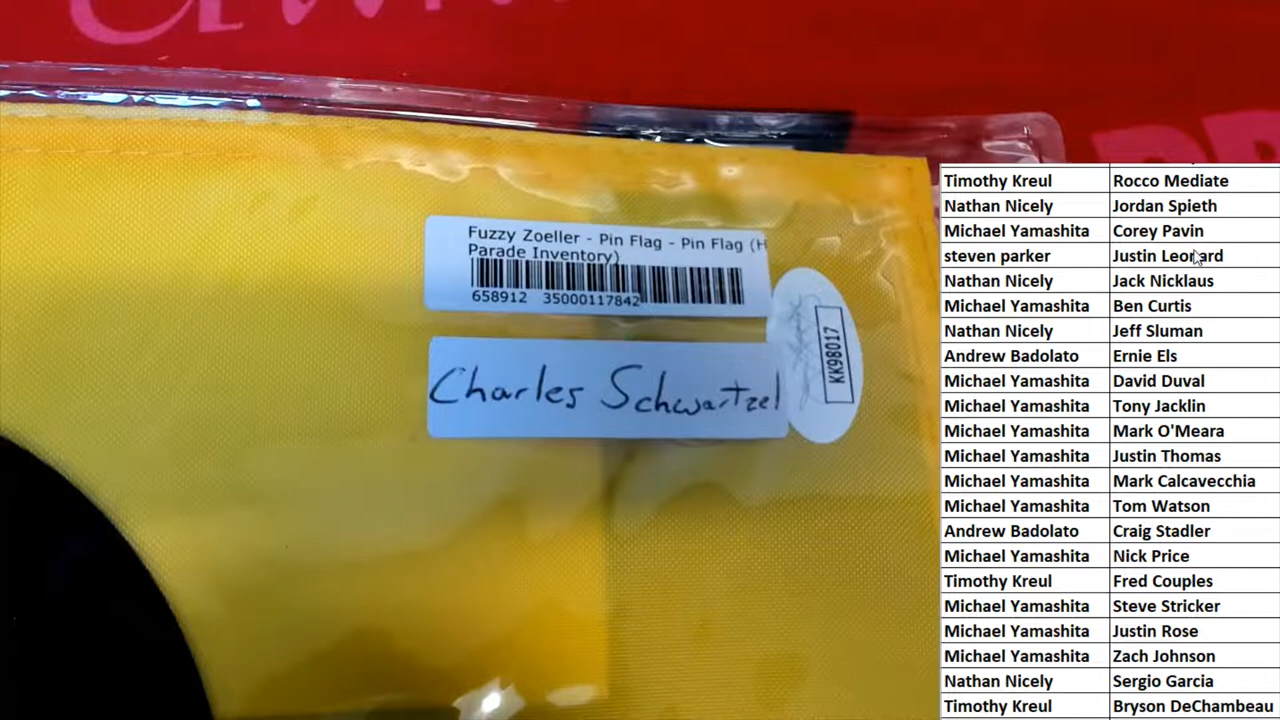 Fuzzy Zoeller - Pin Flag - Pin Flag (H
Parade Inventory)
658912 35000117842
KK98017
Charles Schwartzel
Timothy Kreul Rocco Mediate
Nathan Nicely Jordan Spieth
Michael Yamashita Corey Pavin
steven parker Justin Leonard
Nathan Nicely Jack Nicklaus
Michael Yamashita Ben Curtis
Nathan Nicely Jeff Sluman
Andrew Badolato Ernie Els
Michael Yamashita David Duval
Michael Yamashita Tony Jacklin
Michael Yamashita Mark O'Meara
Michael Yamashita Justin Thomas
Michael Yamashita Mark Calcavecchia
Michael Yamashita Tom Watson
Andrew Badolato Craig Stadler
Michael Yamashita Nick Price
Timothy Kreul Fred Couples
Michael Yamashita Steve Stricker
Michael Yamashita Justin Rose
Michael Yamashita Zach Johnson
Nathan Nicely Sergio Garcia
Timothy Kreul Bryson DeChambeau